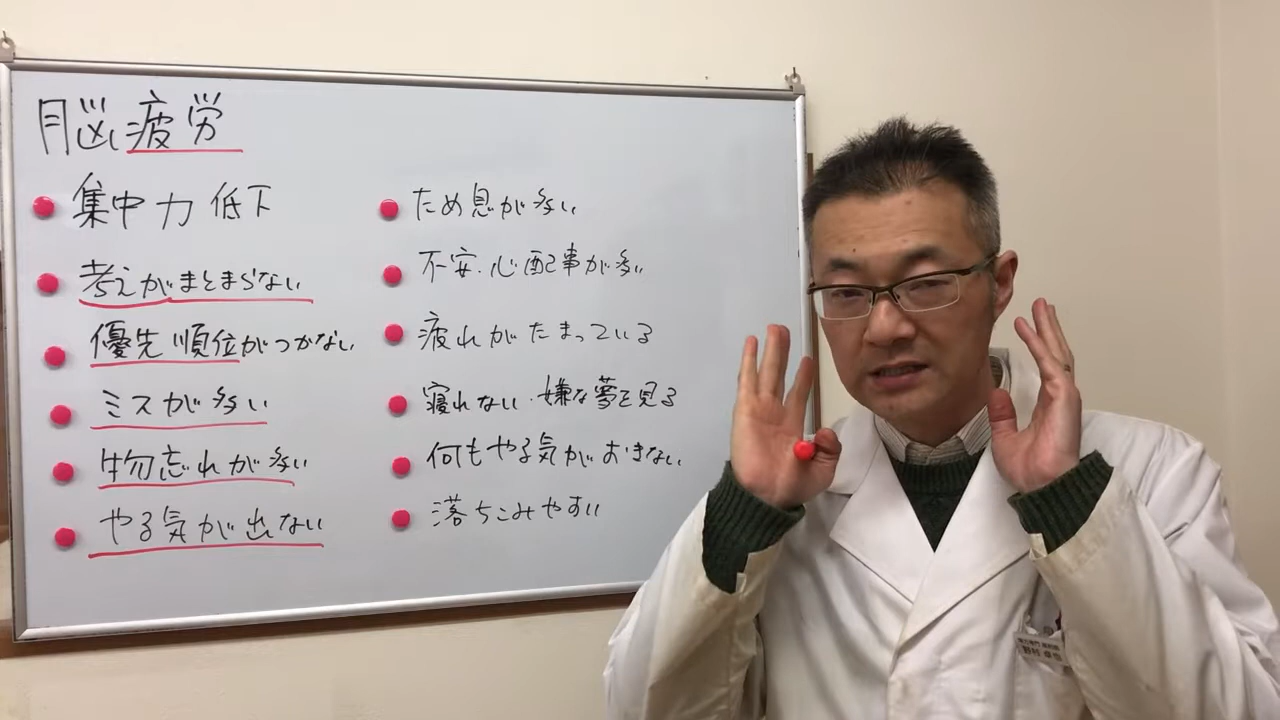 脳疲労
集中力低下
考えがまとまらない
優先順位がつかない
ミスが多い
物忘れが多い
やる気が出ない
ため息が多い
不安・心配事が多い
疲れがたまっている
寝れない・嫌な夢を見る
何もやる気がおきない
落ちこみやすい